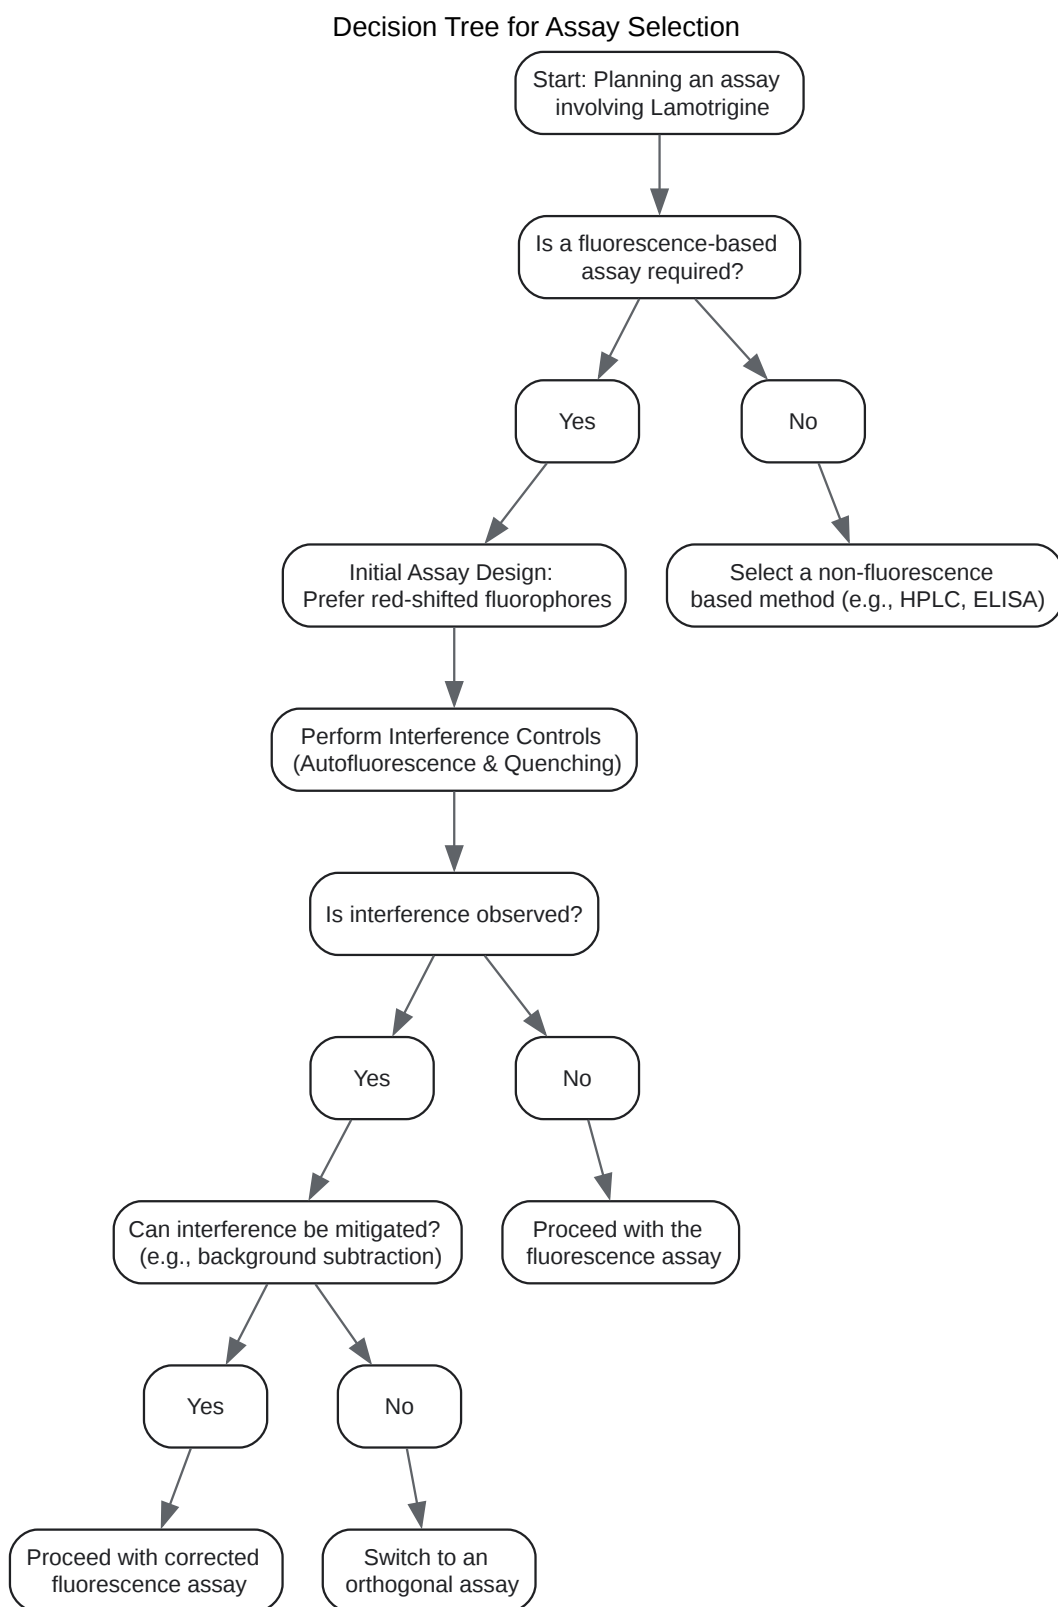 Decision Tree for Assay Selection
Start: Planning an assay
involving Lamotrigine
Is a fluorescence-based
assay required?
Yes
No
Initial Assay Design:
Prefer red-shifted fluorophores
Select a non-fluorescence
based method (e.g., HPLC, ELISA)
Perform Interference Controls
(Autofluorescence & Quenching)
Is interference observed?
Yes
No
Can interference be mitigated?
(e.g., background subtraction)
Proceed with the
fluorescence assay
Yes
No
Proceed with corrected
fluorescence assay
Switch to an
orthogonal assay